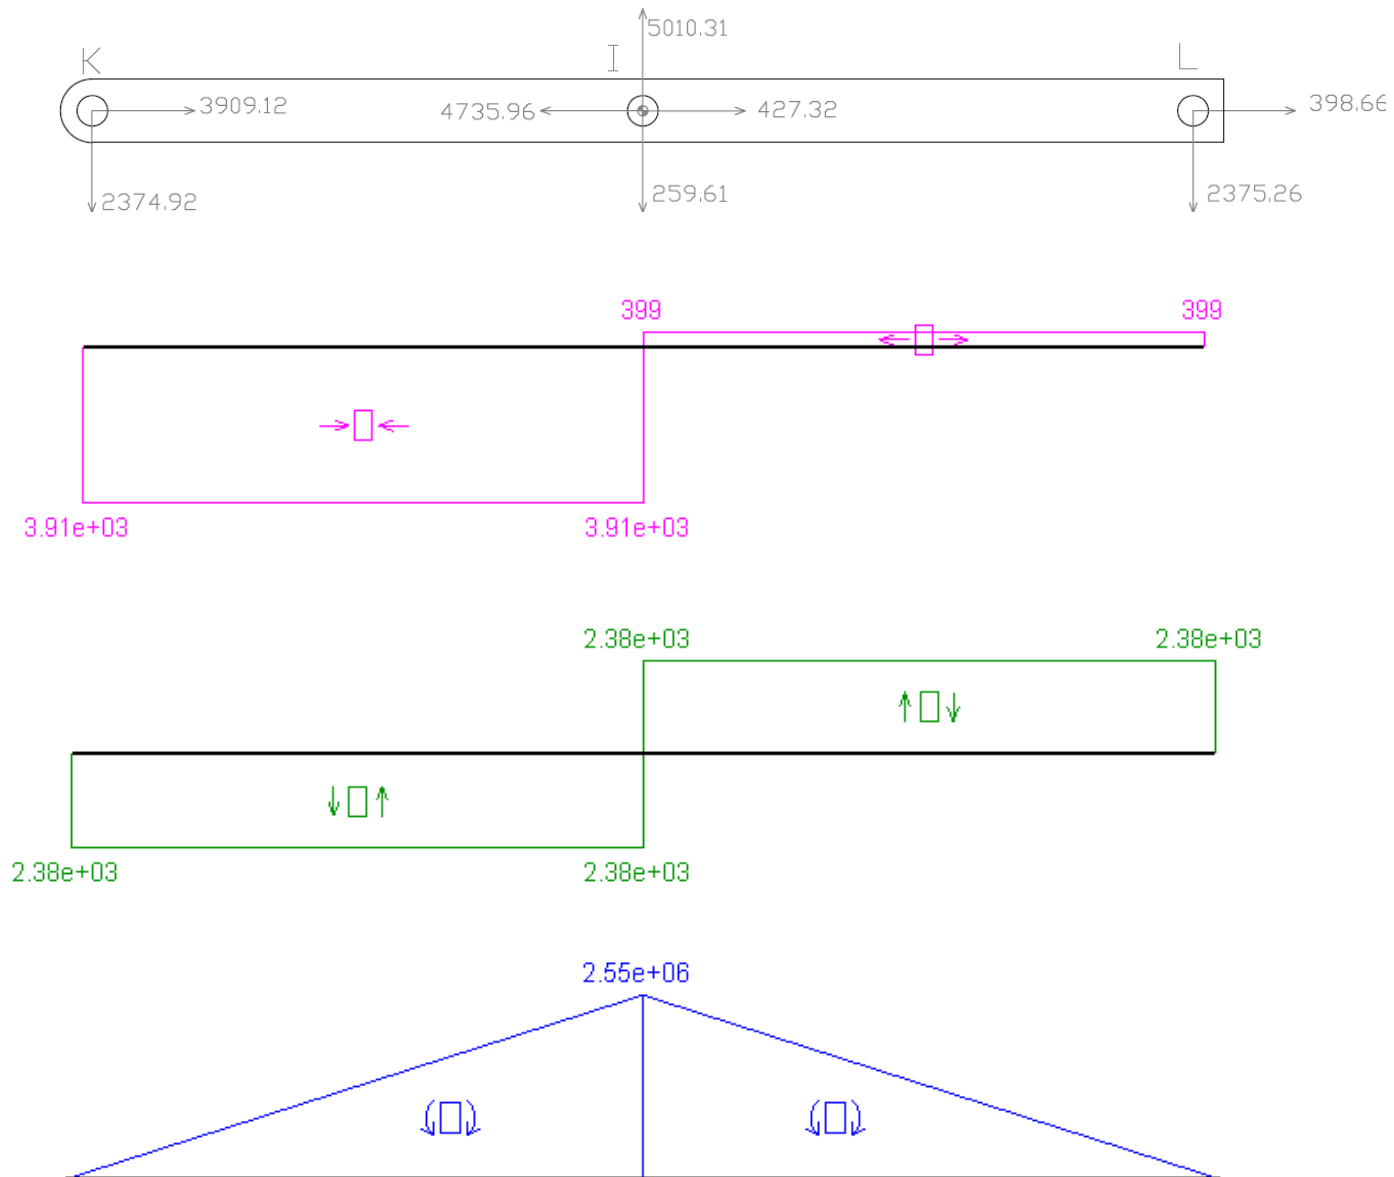 5010.31
K I L
3909.12 4735.96 427.32 398.66
2374.92 259.61 2375.26
399 399
3.91e+03 3.91e+03
2.38e+03 2.38e+03
2.38e+03 2.38e+03
2.55e+06